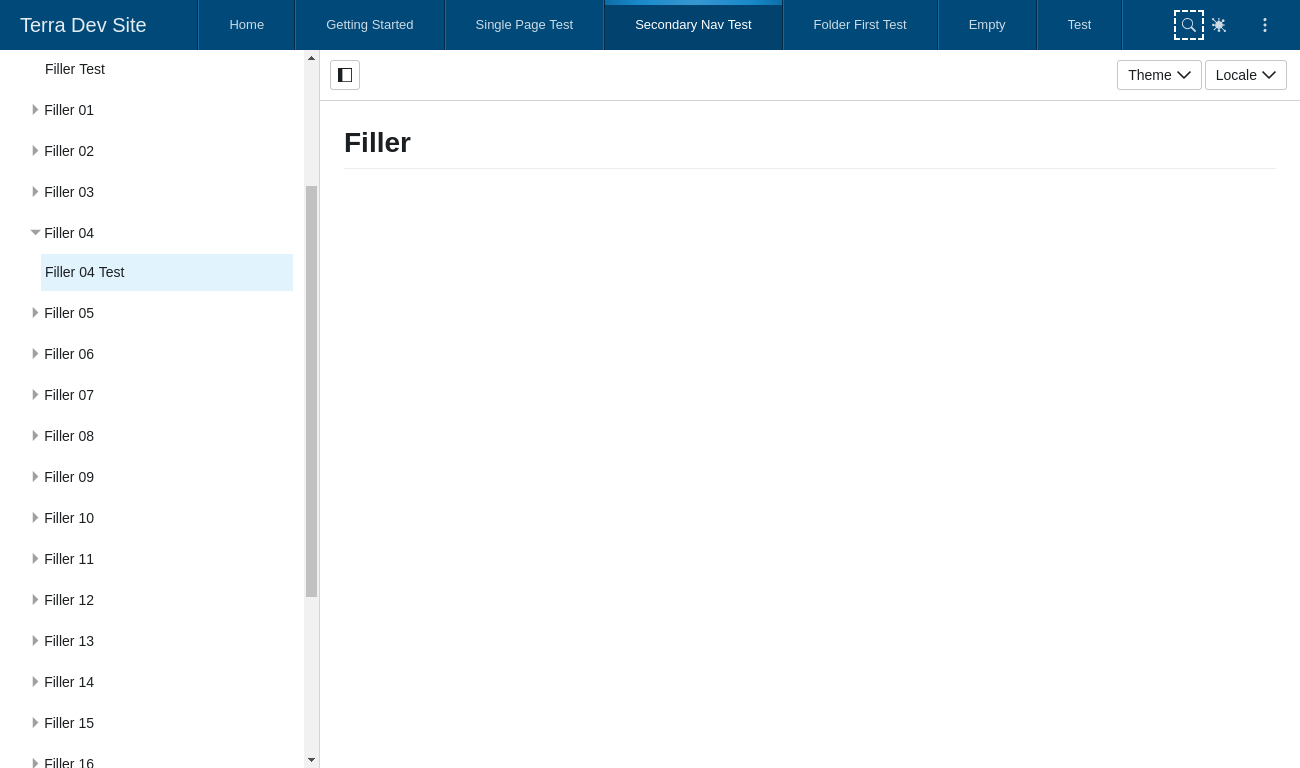 Terra Dev Site
Home
Getting Started
Single Page Test
Secondary Nav Test
Folder First Test
Empty
Test
Filler Test
Filler 01
Filler 02
Filler 03
Filler 04
Filler 04 Test
Filler 05
Filler 06
Filler 07
Filler 08
Filler 09
Filler 10
Filler 11
Filler 12
Filler 13
Filler 14
Filler 15
Filler 16
Theme
Locale
Filler